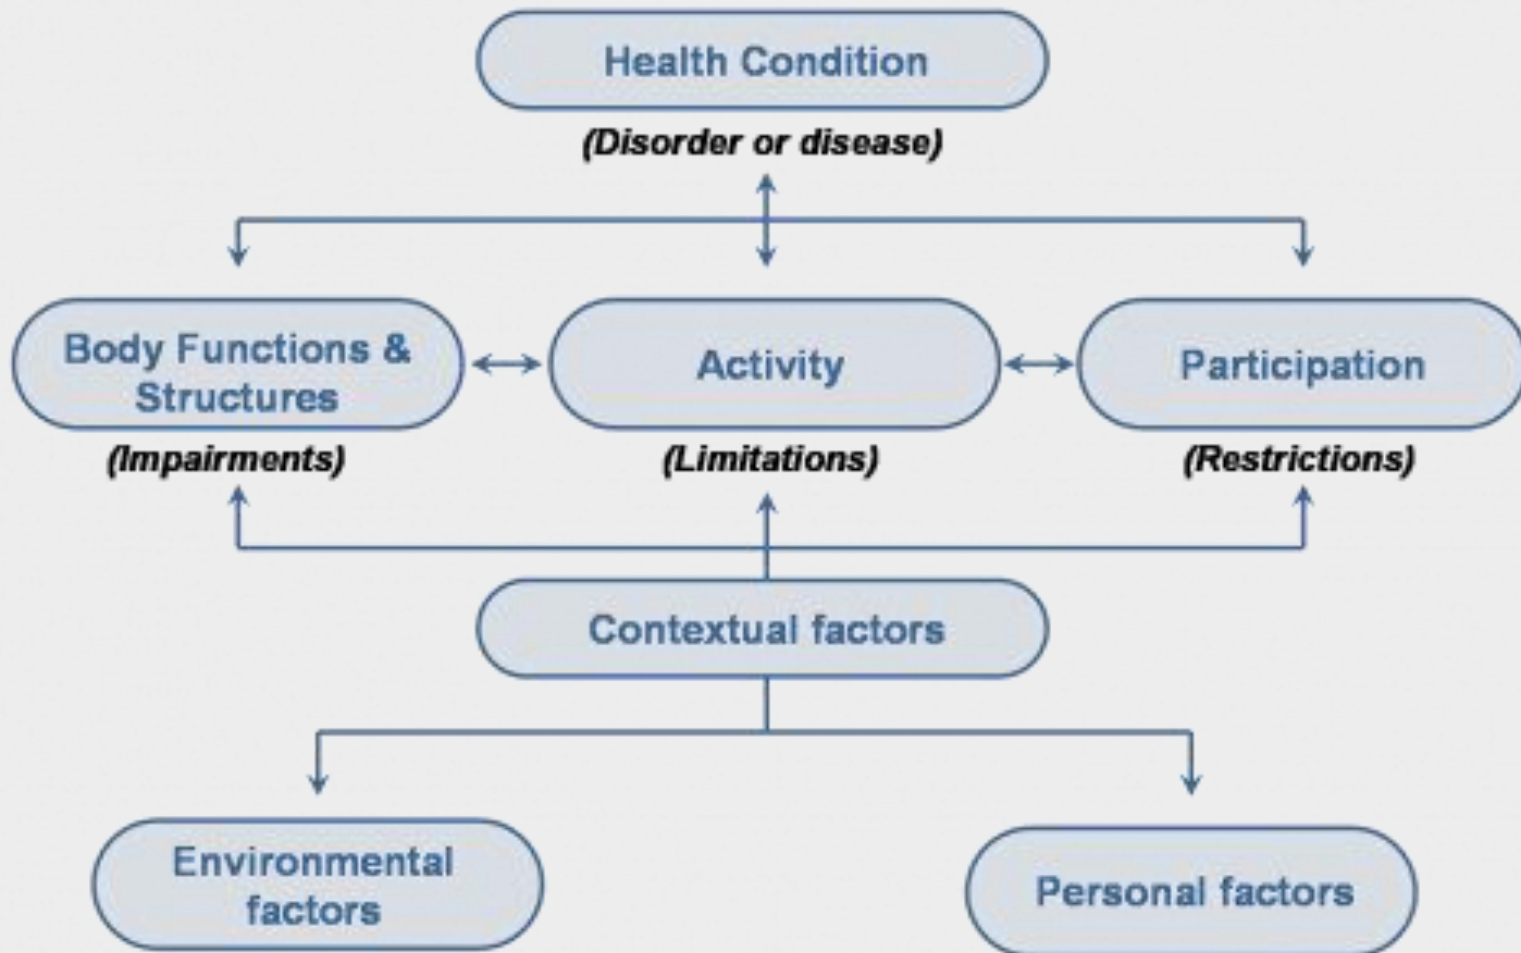 Health Condition
(Disorder or disease)
Body Functions &
Structures
(Impairments)
Activity
(Limitations)
Participation
(Restrictions)
Contextual factors
Environmental
factors
Personal factors